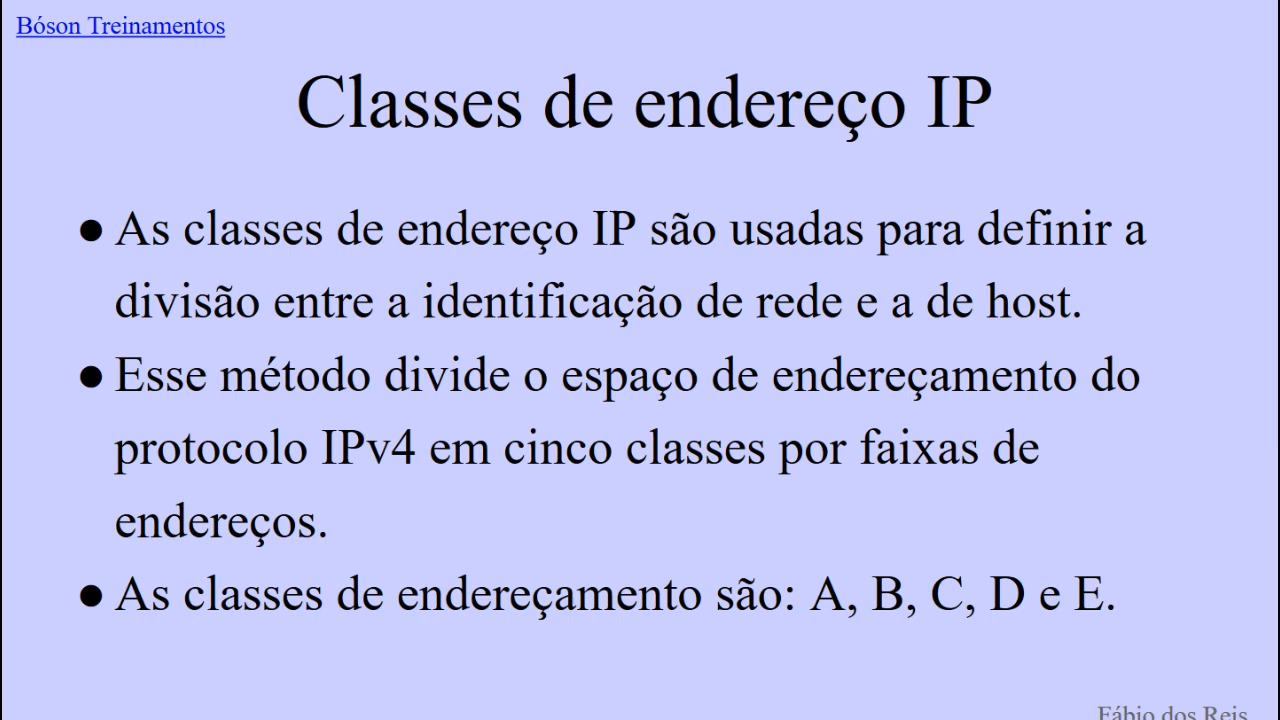 Bóson Treinamentos
Classes de endereço IP
● As classes de endereço IP são usadas para definir a
divisão entre a identificação de rede e a de host.
● Esse método divide o espaço de endereçamento do
protocolo IPv4 em cinco classes por faixas de
endereços.
● As classes de endereçamento são: A, B, C, D e E.
Fábio dos Reis